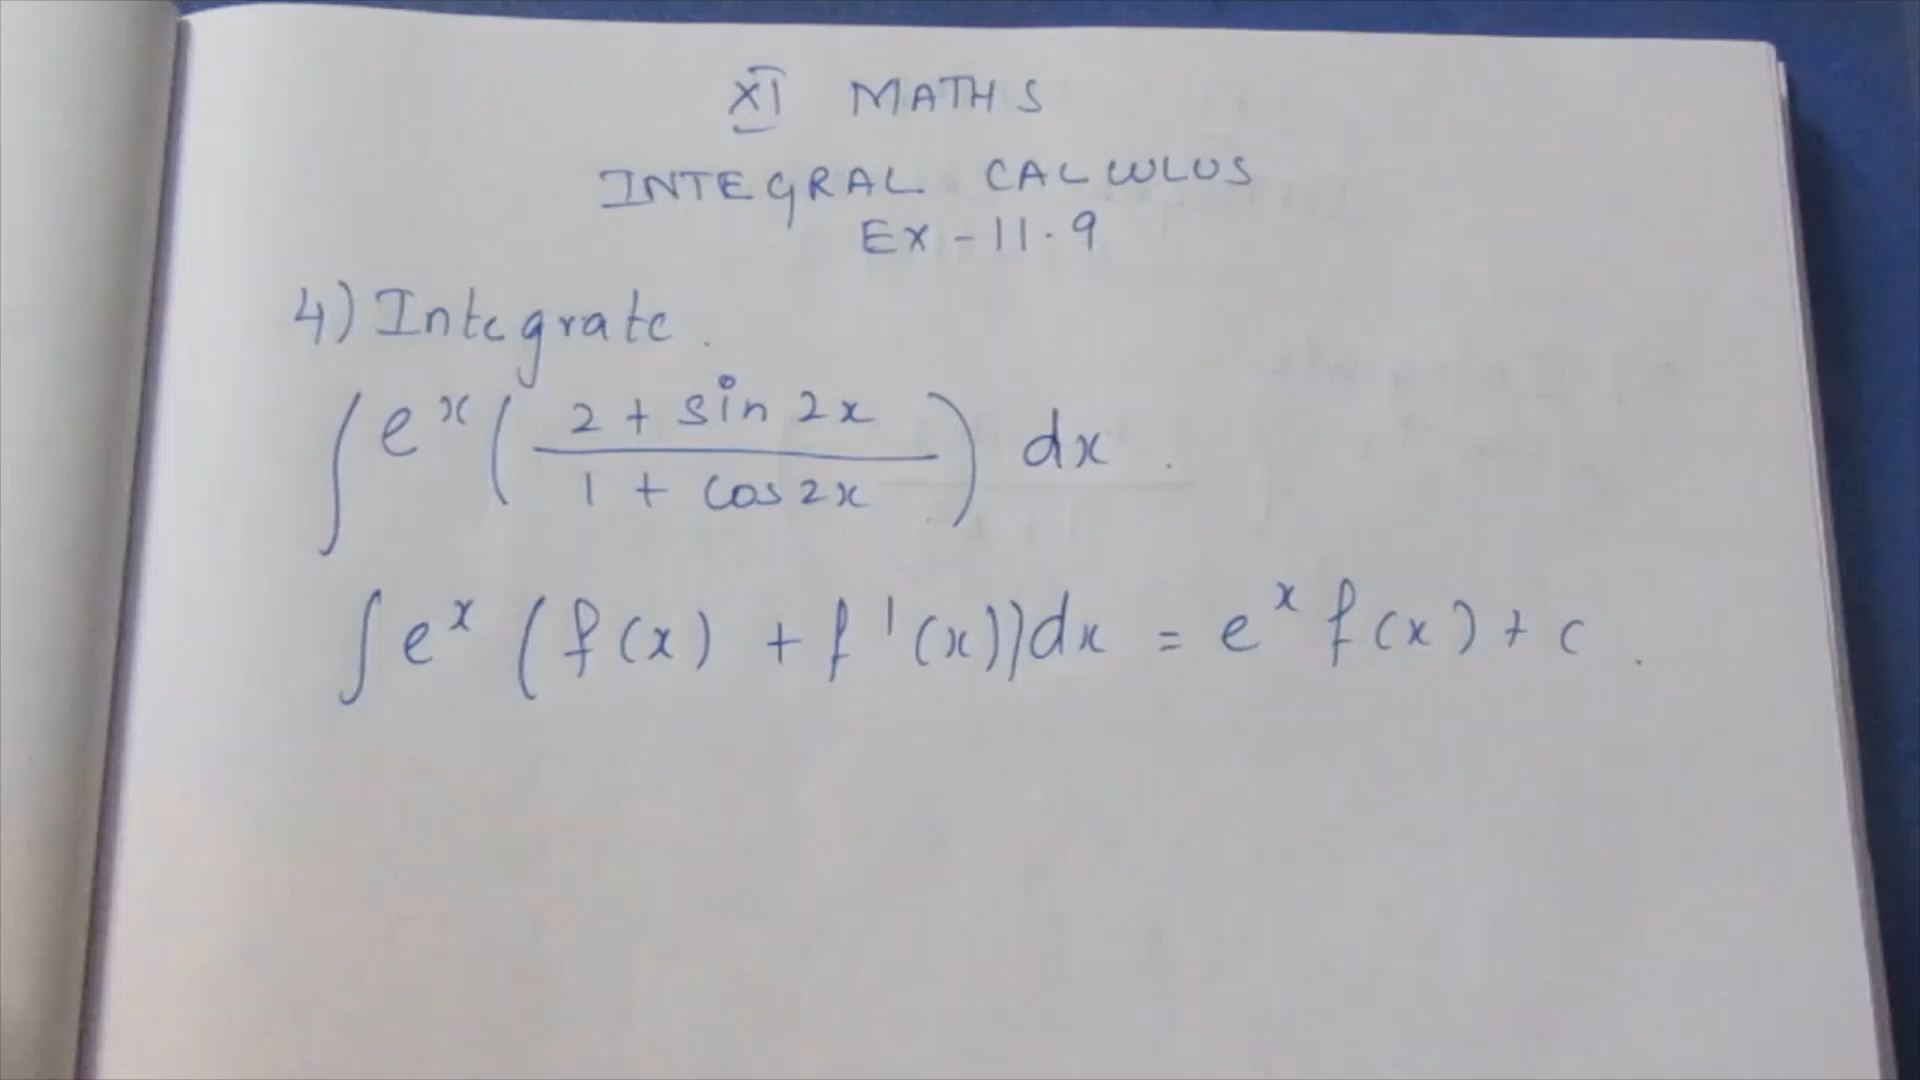 XI MATHS
INTEGRAL CALCULUS
EX - 11.9
4) Integrate.
∫ e^x ( (2 + sin 2x) / (1 + cos 2x) ) dx.
∫ e^x (f(x) + f'(x)) dx = e^x f(x) + c.